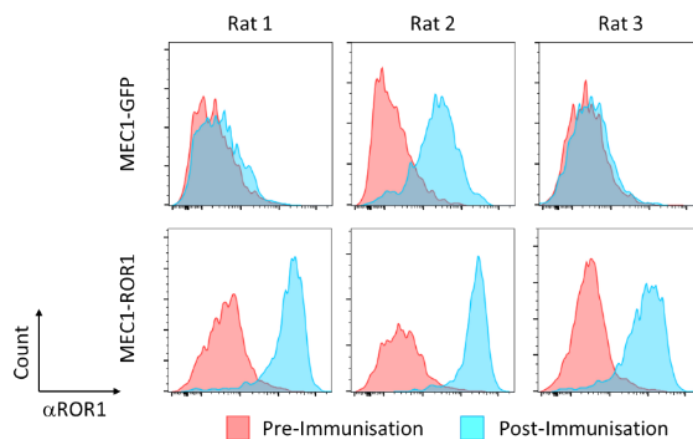 Rat 1 Rat 2 Rat 3
MEC1-GFP
MEC1-ROR1
Count
αROR1
Pre-Immunisation Post-Immunisation